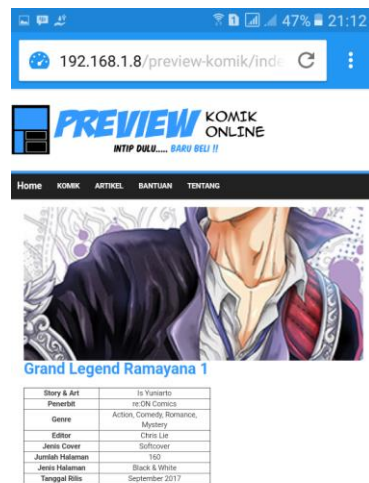 47% 21:12
192.168.1.8/preview-komik/inde
PREVIEW KOMIK ONLINE
INTIP DULU..... BARU BELI !!
Home KOMIK ARTIKEL BANTUAN TENTANG
Grand Legend Ramayana 1
Story & Art Is Yuniarto
Penerbit re:ON Comics
Genre Action, Comedy, Romance, Mystery
Editor Chris Lie
Jenis Cover Softcover
Jumlah Halaman 160
Jenis Halaman Black & White
Tanggal Rilis September 2017